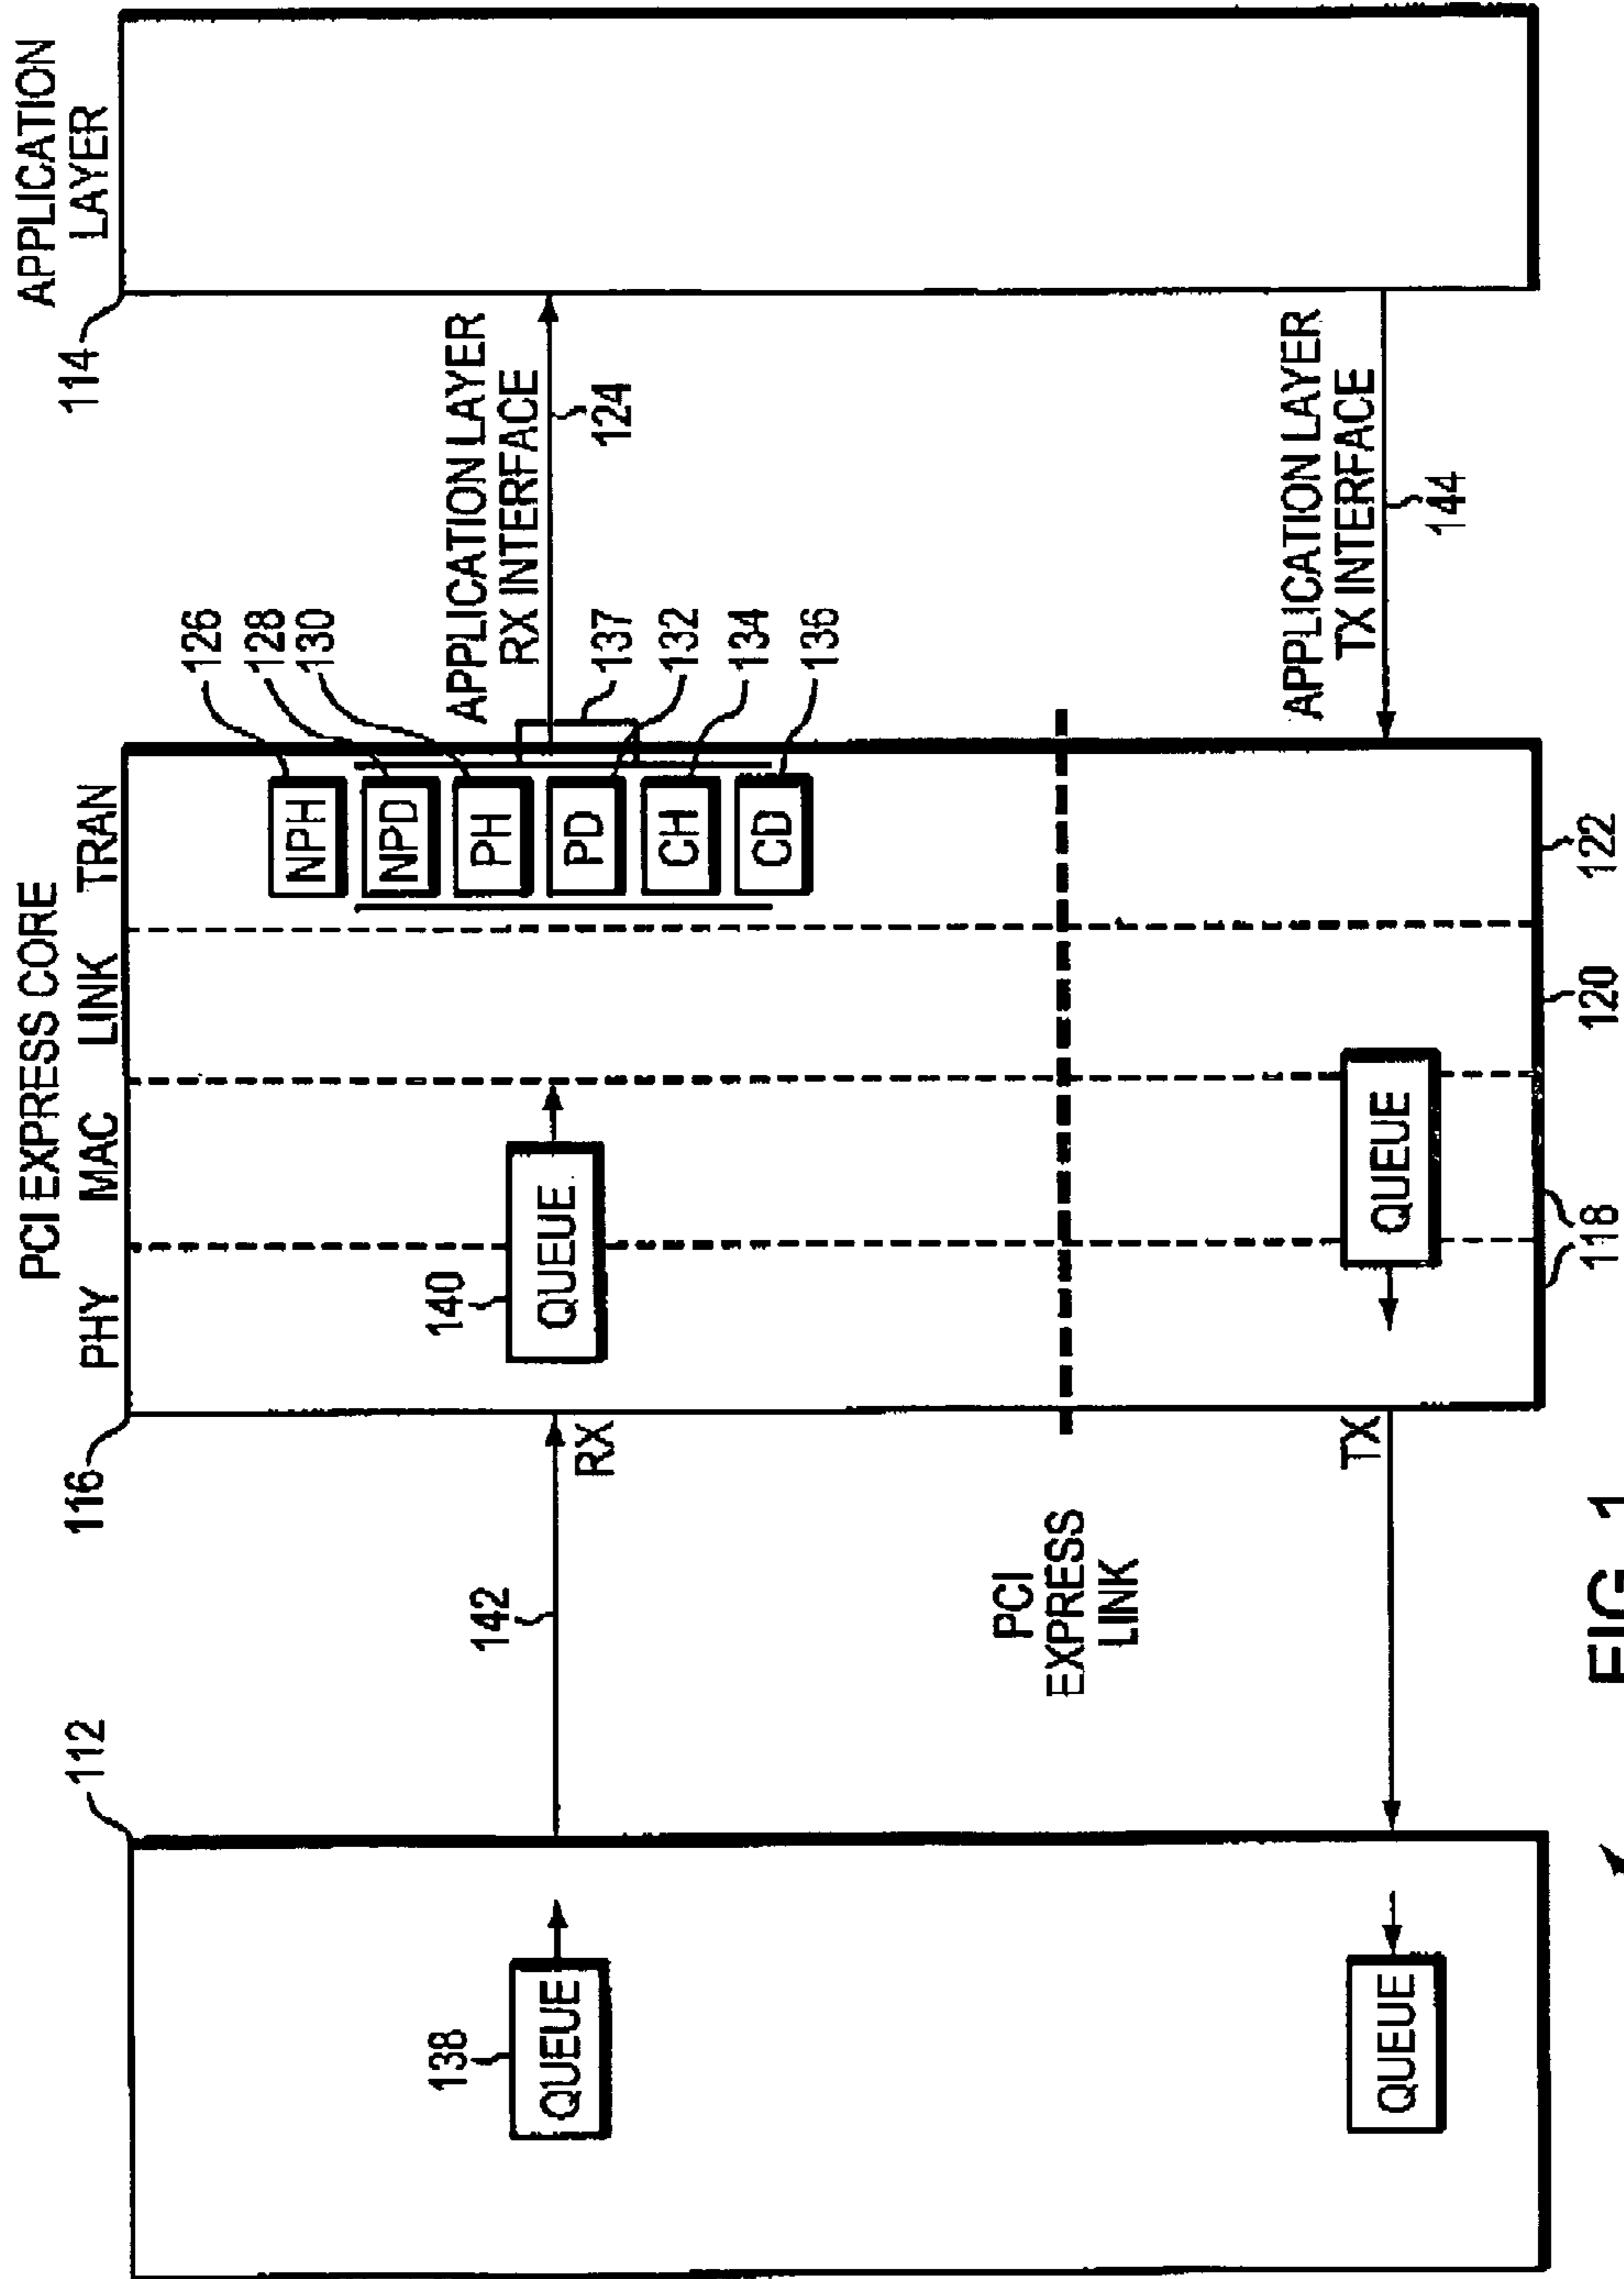 112
138
QUEUE
QUEUE
142
PCI
EXPRESS
LINK
PCI EXPRESS CORE
116
PHY MAC LINK TRAN
RX
TX
140
QUEUE
QUEUE
NPH
NPD
PH
PD
CH
CD
126
128
130
137
132
134
136
118
120
122
APPLICATION LAYER
RX INTERFACE
124
APPLICATION LAYER
TX INTERFACE
144
APPLICATION
LAYER
114
FIG. 1